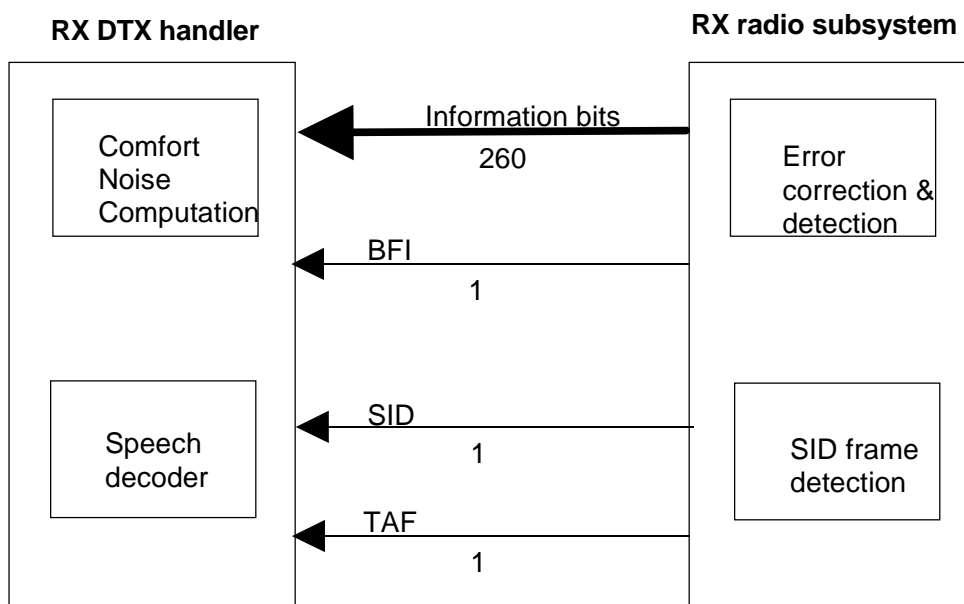 RX DTX handler
RX radio subsystem
Comfort
Noise
Computation
Information bits
260
Error
correction &
detection
BFI
1
Speech
decoder
SID
1
SID frame
detection
TAF
1